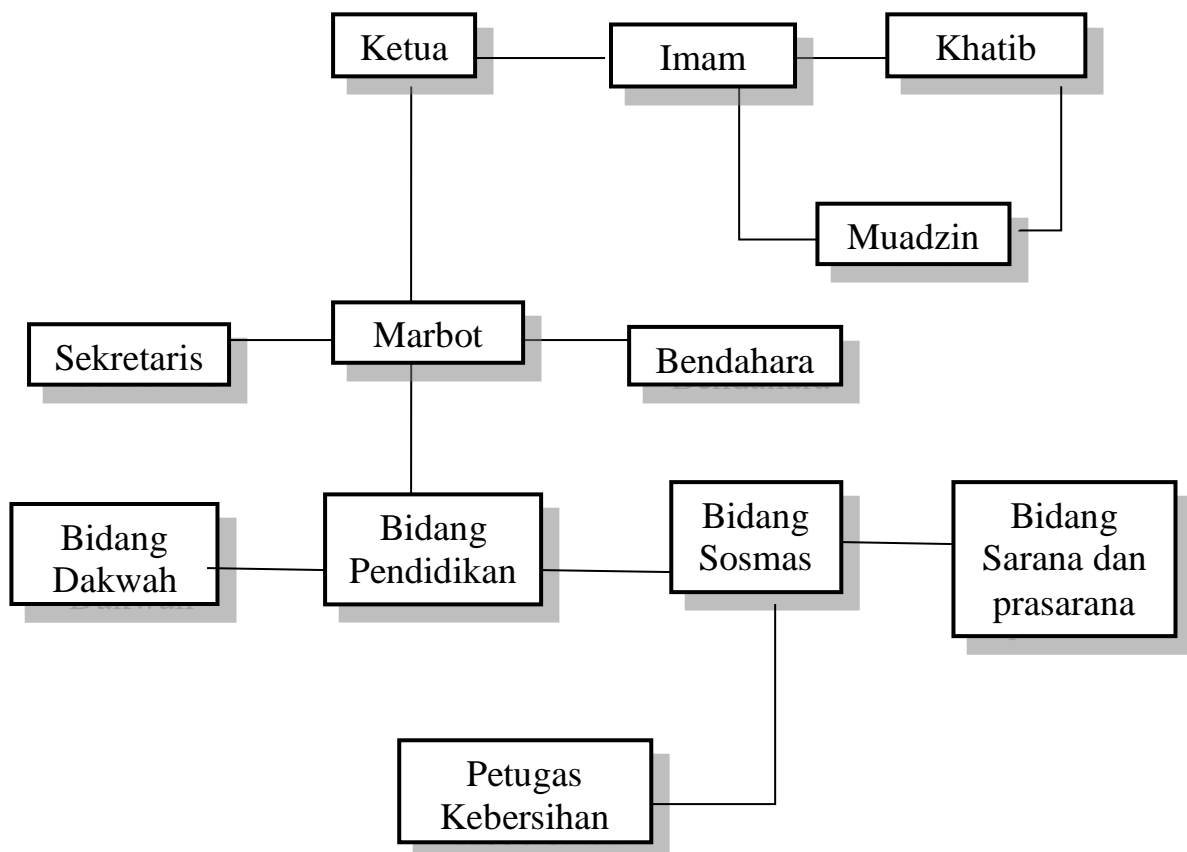 Ketua
Imam
Khatib
Muadzin
Marbot
Sekretaris
Bendahara
Bidang
Dakwah
Bidang
Pendidikan
Bidang
Sosmas
Bidang
Sarana dan
prasarana
Petugas
Kebersihan